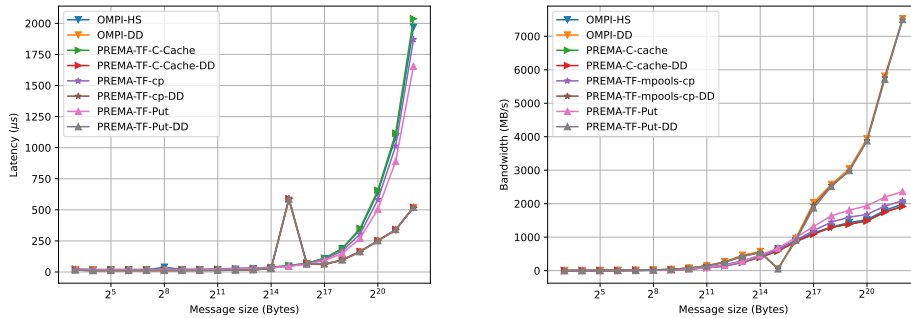 2000
1750
1500
1250
1000
750
500
250
0
Latency (μs)
OMPI-HS
OMPI-DD
PREMA-TF-C-Cache
PREMA-TF-C-Cache-DD
PREMA-TF-cp
PREMA-TF-cp-DD
PREMA-TF-Put
PREMA-TF-Put-DD
2^5 2^8 2^11 2^14 2^17 2^20
Message size (Bytes)
7000
6000
5000
4000
3000
2000
1000
0
Bandwidth (MB/s)
OMPI-HS
OMPI-DD
PREMA-C-cache
PREMA-C-cache-DD
PREMA-TF-mpools-cp
PREMA-TF-mpools-cp-DD
PREMA-TF-Put
PREMA-TF-Put-DD
2^5 2^8 2^11 2^14 2^17 2^20
Message size (Bytes)